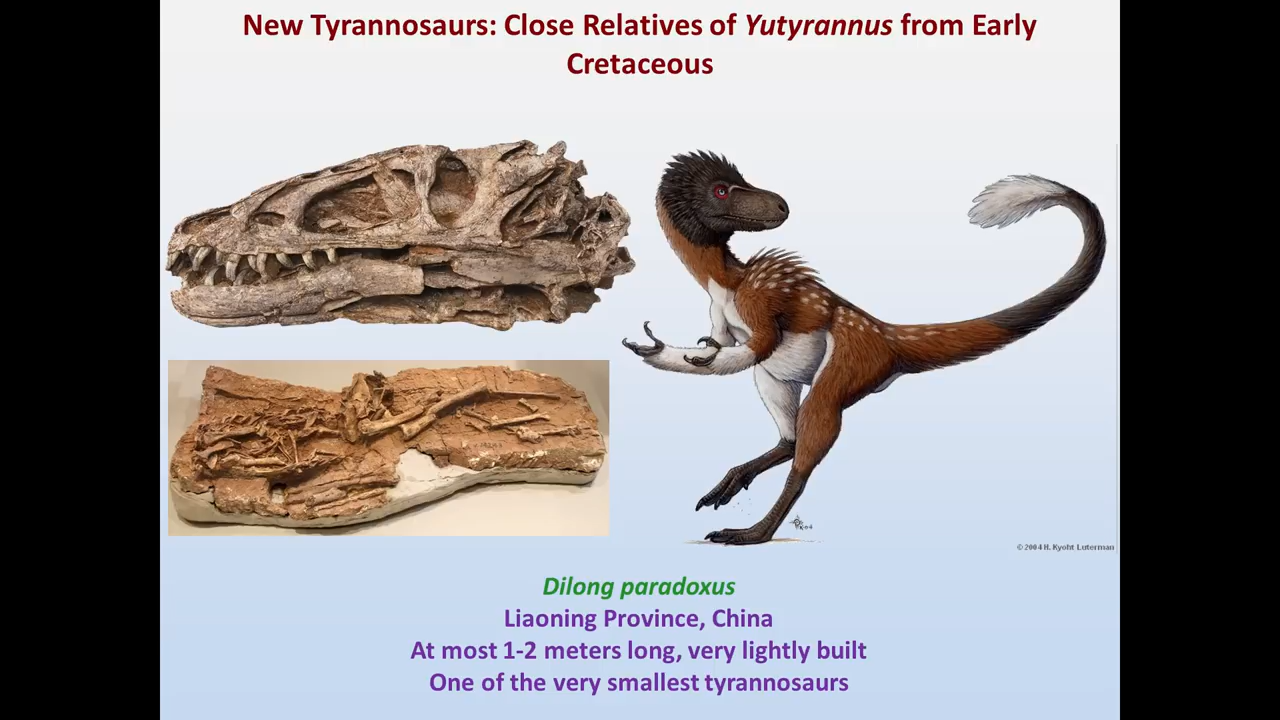 New Tyrannosaurs: Close Relatives of Yutyrannus from Early
Cretaceous
© 2004 R. Kyoht Luterman
Dilong paradoxus
Liaoning Province, China
At most 1-2 meters long, very lightly built
One of the very smallest tyrannosaurs